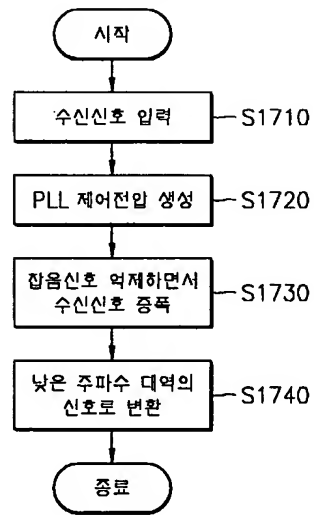 시작
수신신호 입력
S1710
PLL 제어전압 생성
S1720
잡음신호 억제하면서
수신신호 증폭
S1730
낮은 주파수 대역의
신호로 변환
S1740
종료